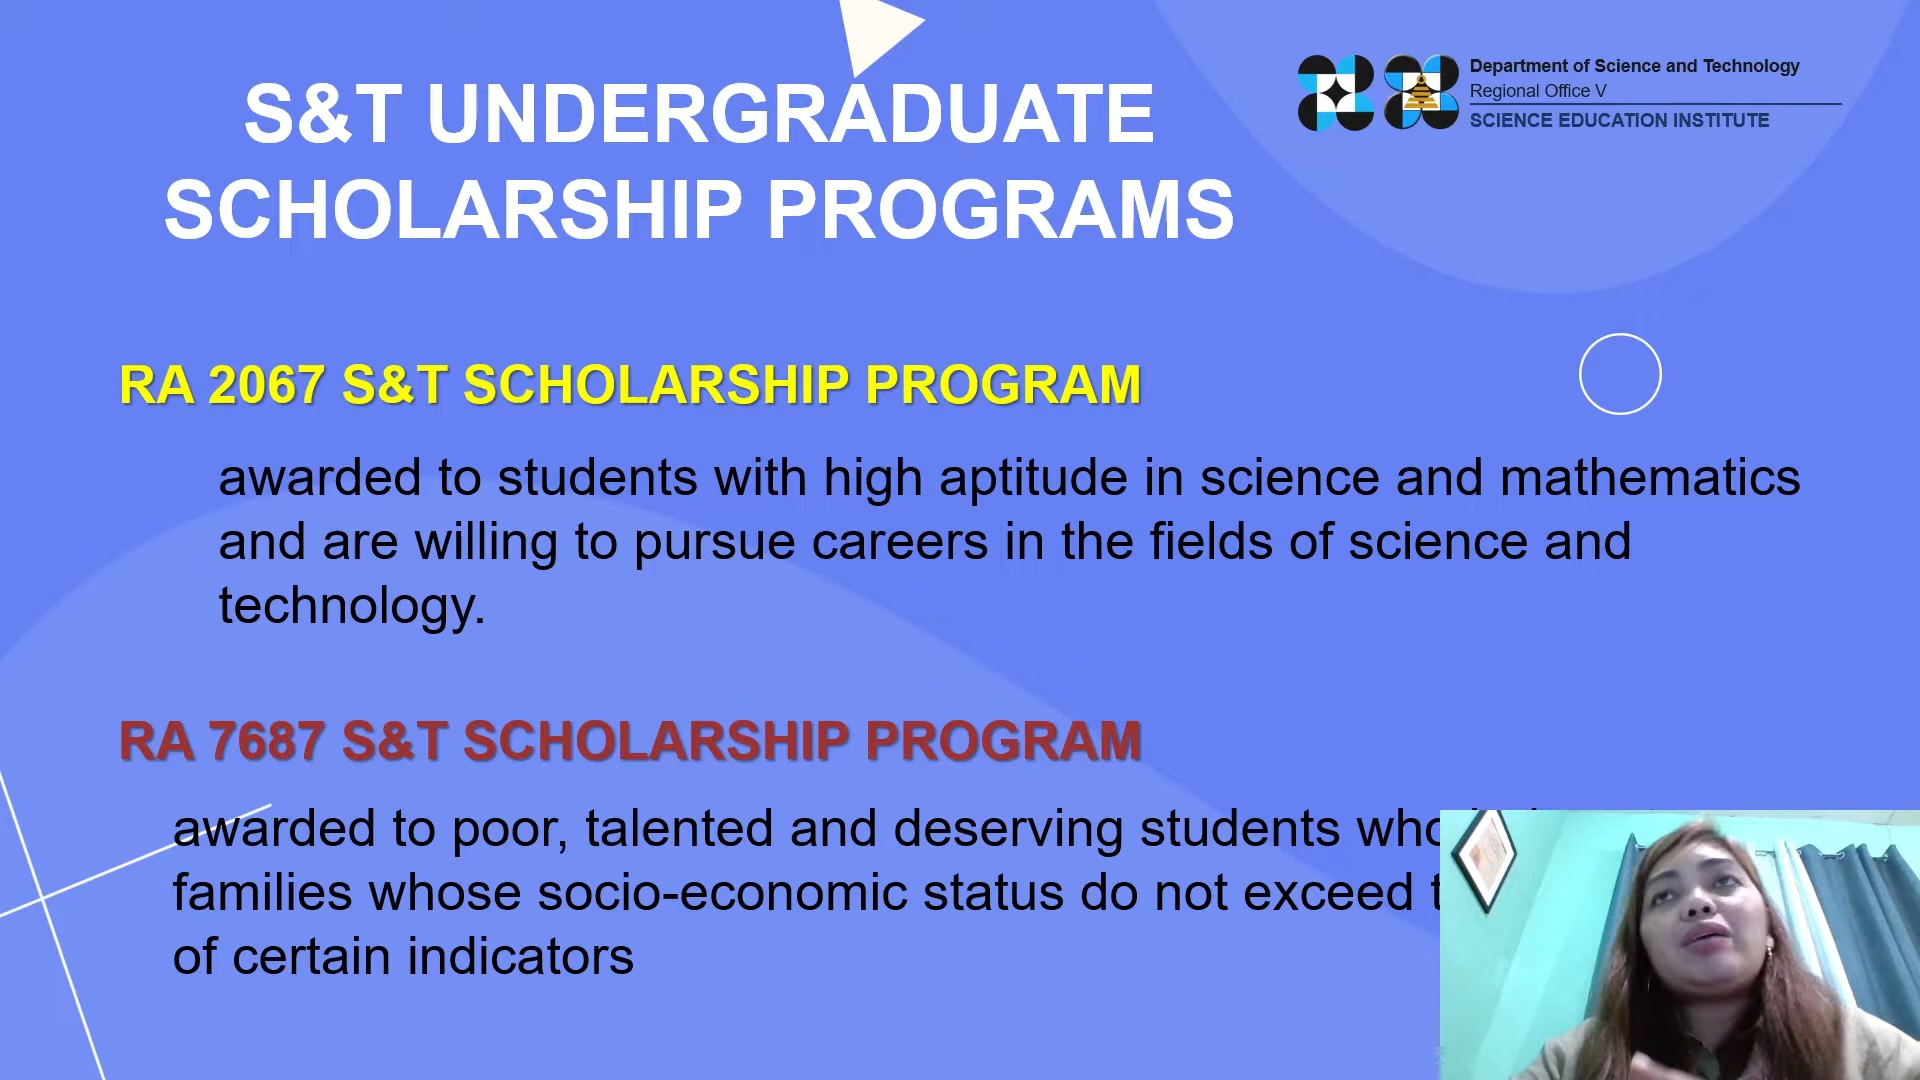 S&T UNDERGRADUATE
SCHOLARSHIP PROGRAMS
Department of Science and Technology
Regional Office V
SCIENCE EDUCATION INSTITUTE
RA 2067 S&T SCHOLARSHIP PROGRAM
awarded to students with high aptitude in science and mathematics
and are willing to pursue careers in the fields of science and
technology.
RA 7687 S&T SCHOLARSHIP PROGRAM
awarded to poor, talented and deserving students who
families whose socio-economic status do not exceed
of certain indicators